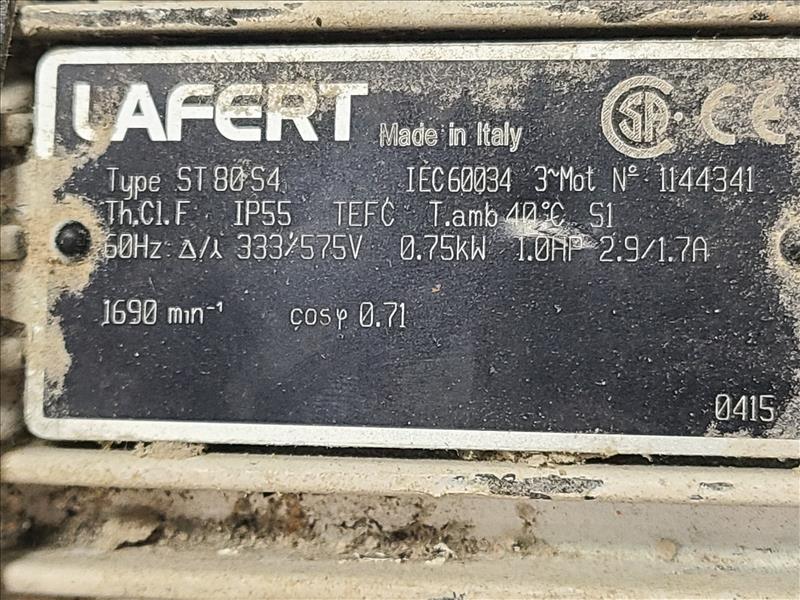 LAFERT Made in Italy CSA CE
Type ST 80 S4 IEC 60034 3~Mot N° 1144341
Th.Cl.F IP55 TEFC T.amb 40°C S1
60Hz Δ/⅄ 333/575V 0.75kW 1.0HP 2.9/1.7A
1690 min⁻¹ cosφ 0.71
0415